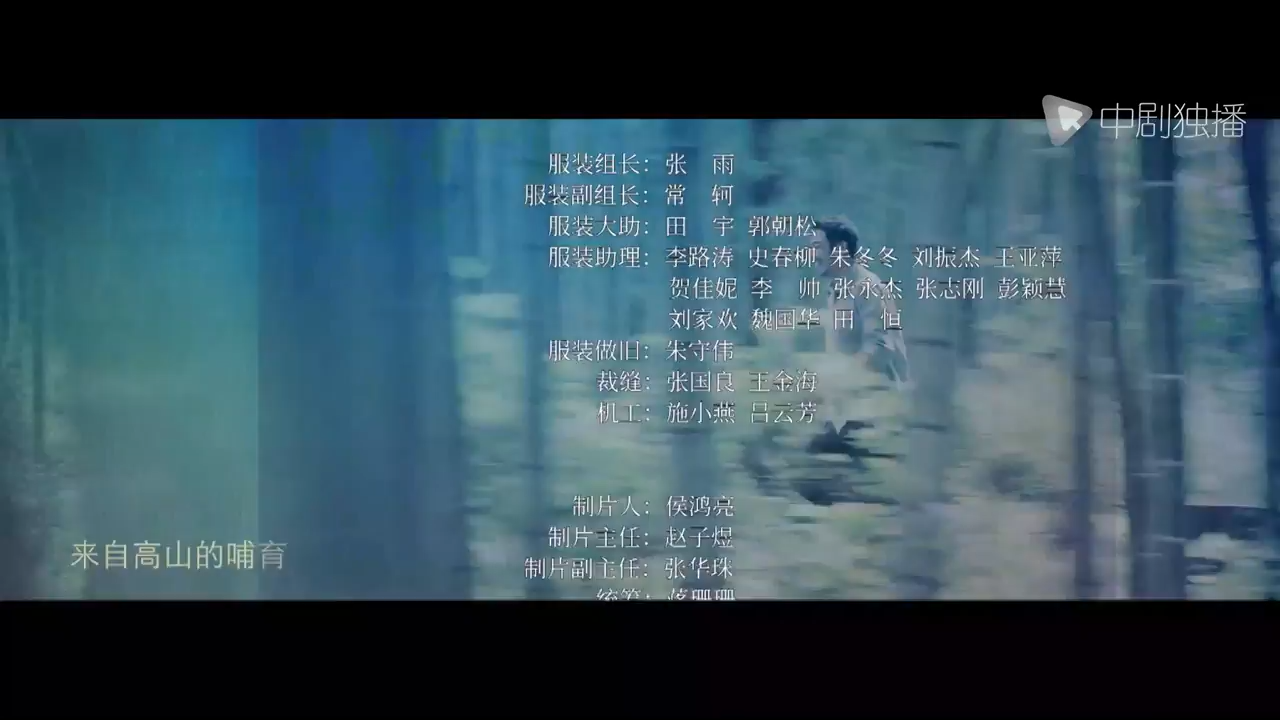 中剧独播
服装组长：张　雨
服装副组长：常　轲
服装大助：田　宇 郭朝松
服装助理：李路涛 史春柳 朱冬冬 刘振杰 王亚萍
贺佳妮 李　帅 张永杰 张志刚 彭颖慧
刘家欢 魏国华 田　恒
服装做旧：朱守伟
裁缝：张国良 王金海
机工：施小燕 吕云芳
制片人：侯鸿亮
制片主任：赵子煜
来自高山的哺育
制片副主任：张华珠